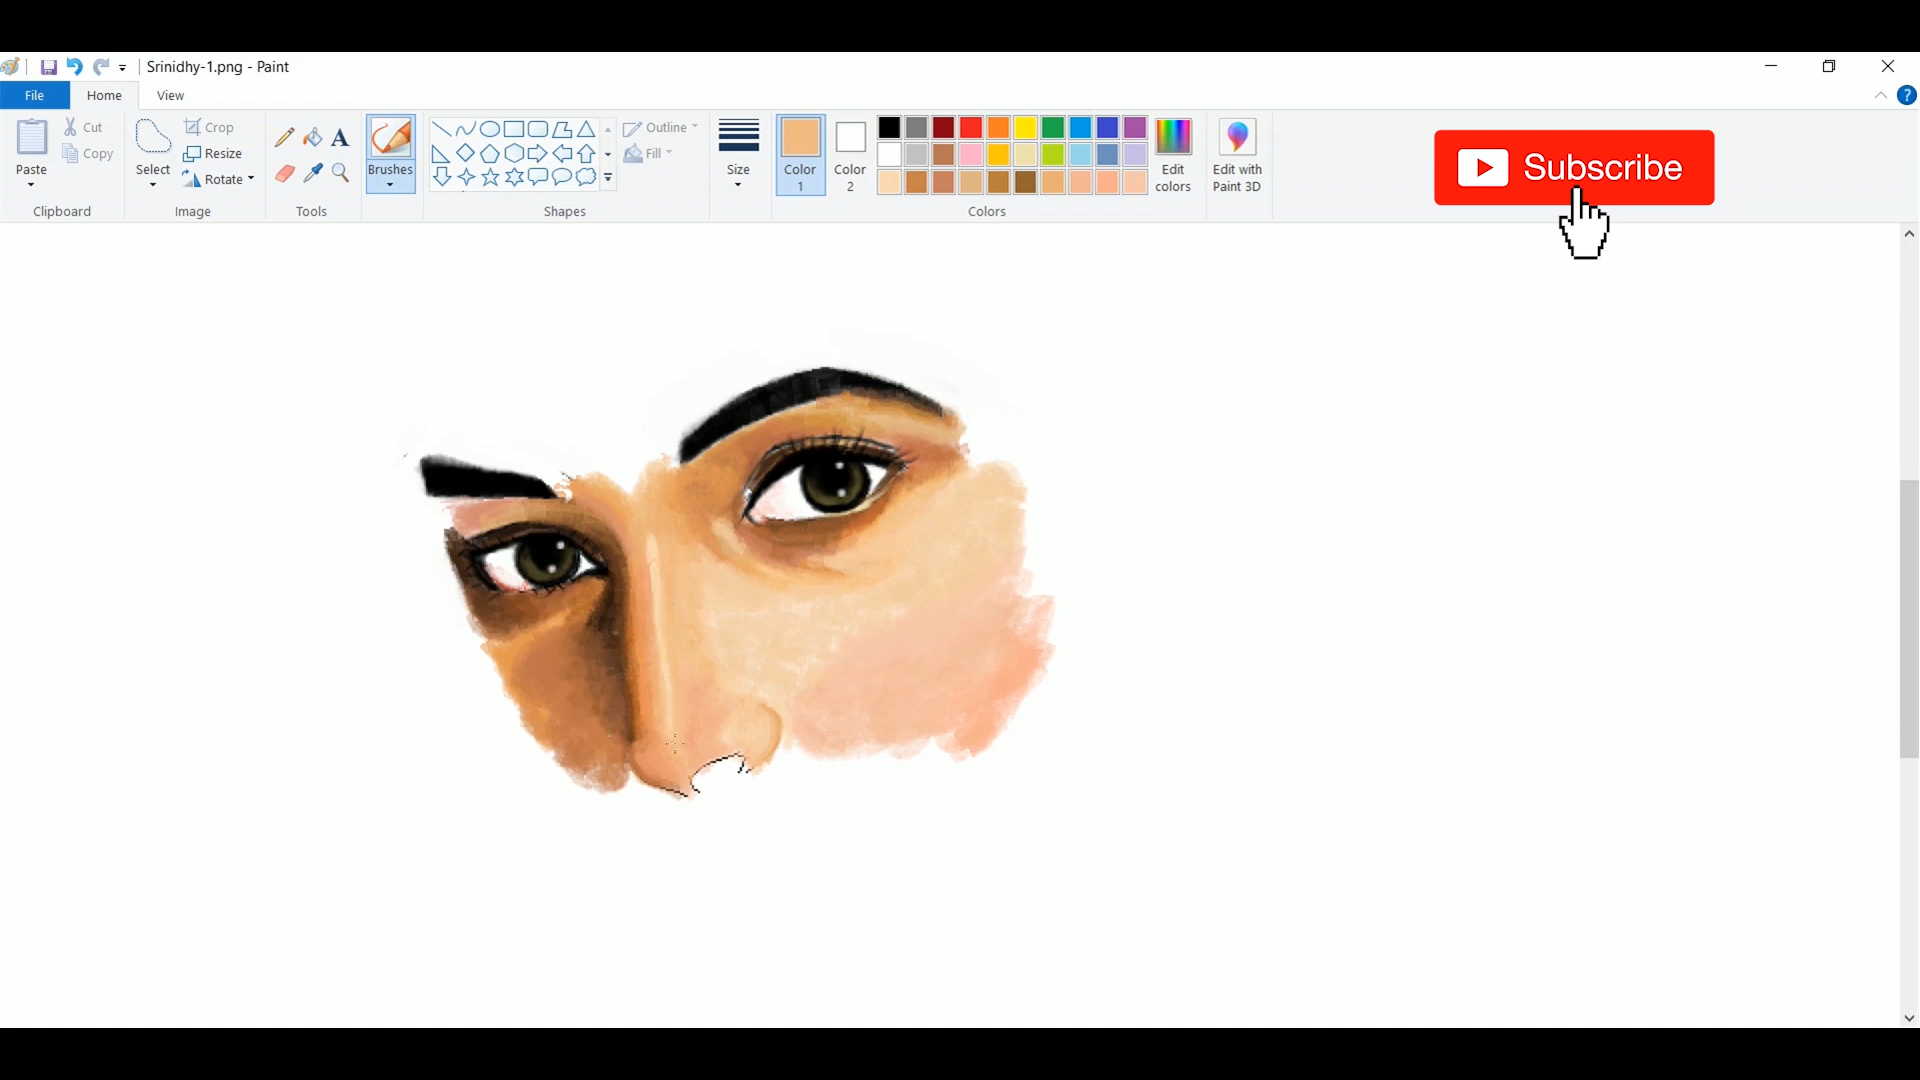 Srinidhy-1.png - Paint
File Home View
Paste
Cut
Copy
Clipboard
Select
Crop
Resize
Rotate
Image
A
Tools
Brushes
Outline
Fill
Shapes
Size
Color 1
Color 2
Edit colors
Colors
Edit with Paint 3D
Subscribe
?